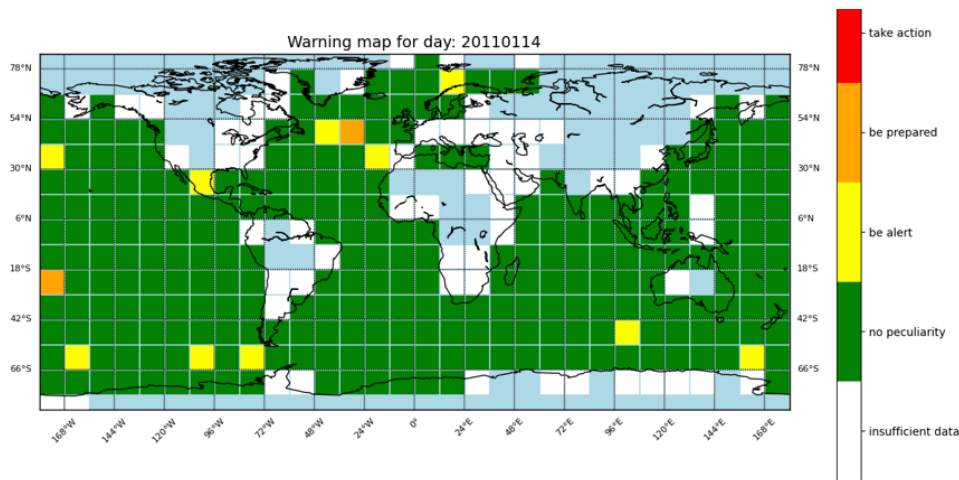 Warning map for day: 20110114
take action
be prepared
be alert
no peculiarity
insufficient data
78°N 78°N
54°N 54°N
30°N 30°N
6°N 6°N
18°S 18°S
42°S 42°S
66°S 66°S
168°W 144°W 120°W 96°W 72°W 48°W 24°W 0° 24°E 48°E 72°E 96°E 120°E 144°E 168°E